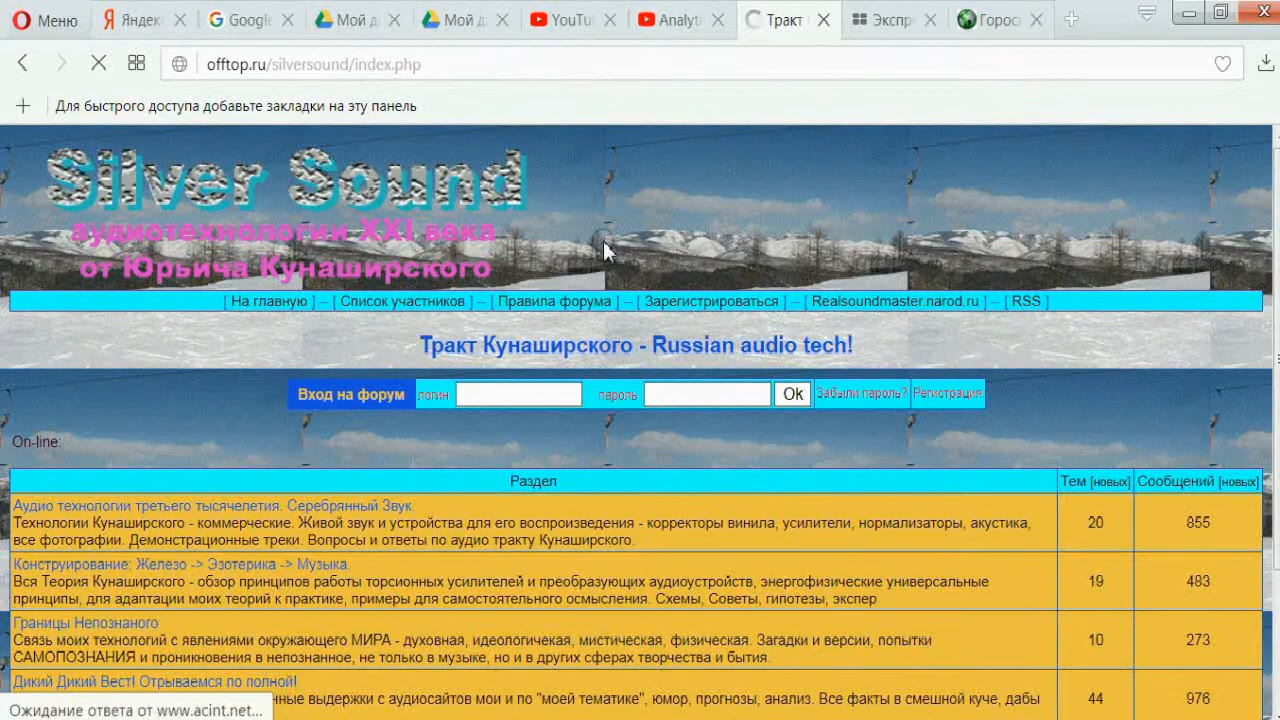 Меню
Яндек
Google
Мой д
Мой д
YouTu
Analyt
Тракт
Экспр
Горос
offtop.ru/silversound/index.php
Для быстрого доступа добавьте закладки на эту панель
Silver Sound
аудиотехнологии XXI века
от Юрьича Кунаширского
[ На главную ] -- [ Список участников ] -- [ Правила форума ] -- [ Зарегистрироваться ] -- [ Realsoundmaster.narod.ru ] -- [ RSS ]
Тракт Кунаширского - Russian audio tech!
Вход на форум логин пароль Ok Забыли пароль? Регистрация
On-line:
Раздел Тем [новых] Сообщений [новых]
Аудио технологии третьего тысячелетия. Серебрянный Звук.
Технологии Кунаширского - коммерческие. Живой звук и устройства для его воспроизведения - корректоры винила, усилители, нормализаторы, акустика,
все фотографии. Демонстрационные треки. Вопросы и ответы по аудио тракту Кунаширского.
20 855
Конструирование: Железо -> Эзотерика -> Музыка.
Вся Теория Кунаширского - обзор принципов работы торсионных усилителей и преобразующих аудиоустройств, энергофизические универсальные
принципы, для адаптации моих теорий к практике, примеры для самостоятельного осмысления. Схемы, Советы, гипотезы, экспер
19 483
Границы Непознаного
Связь моих технологий с явлениями окружающего МИРА - духовная, идеологичекая, мистическая, физическая. Загадки и версии, попытки
САМОПОЗНАНИЯ и проникновения в непознанное, не только в музыке, но и в других сферах творчества и бытия.
10 273
Дикий Дикий Вест! Отрываемся по полной!
нные выдержки с аудиосайтов мои и по "моей тематике", юмор, прогнозы, анализ. Все факты в смешной куче, дабы
44 976
Ожидание ответа от www.acint.net...